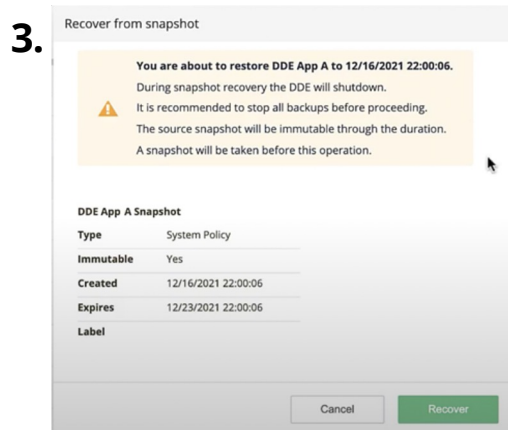 3.
Recover from snapshot
You are about to restore DDE App A to 12/16/2021 22:00:06.
During snapshot recovery the DDE will shutdown.
It is recommended to stop all backups before proceeding.
The source snapshot will be immutable through the duration.
A snapshot will be taken before this operation.
DDE App A Snapshot
Type System Policy
Immutable Yes
Created 12/16/2021 22:00:06
Expires 12/23/2021 22:00:06
Label
Cancel Recover